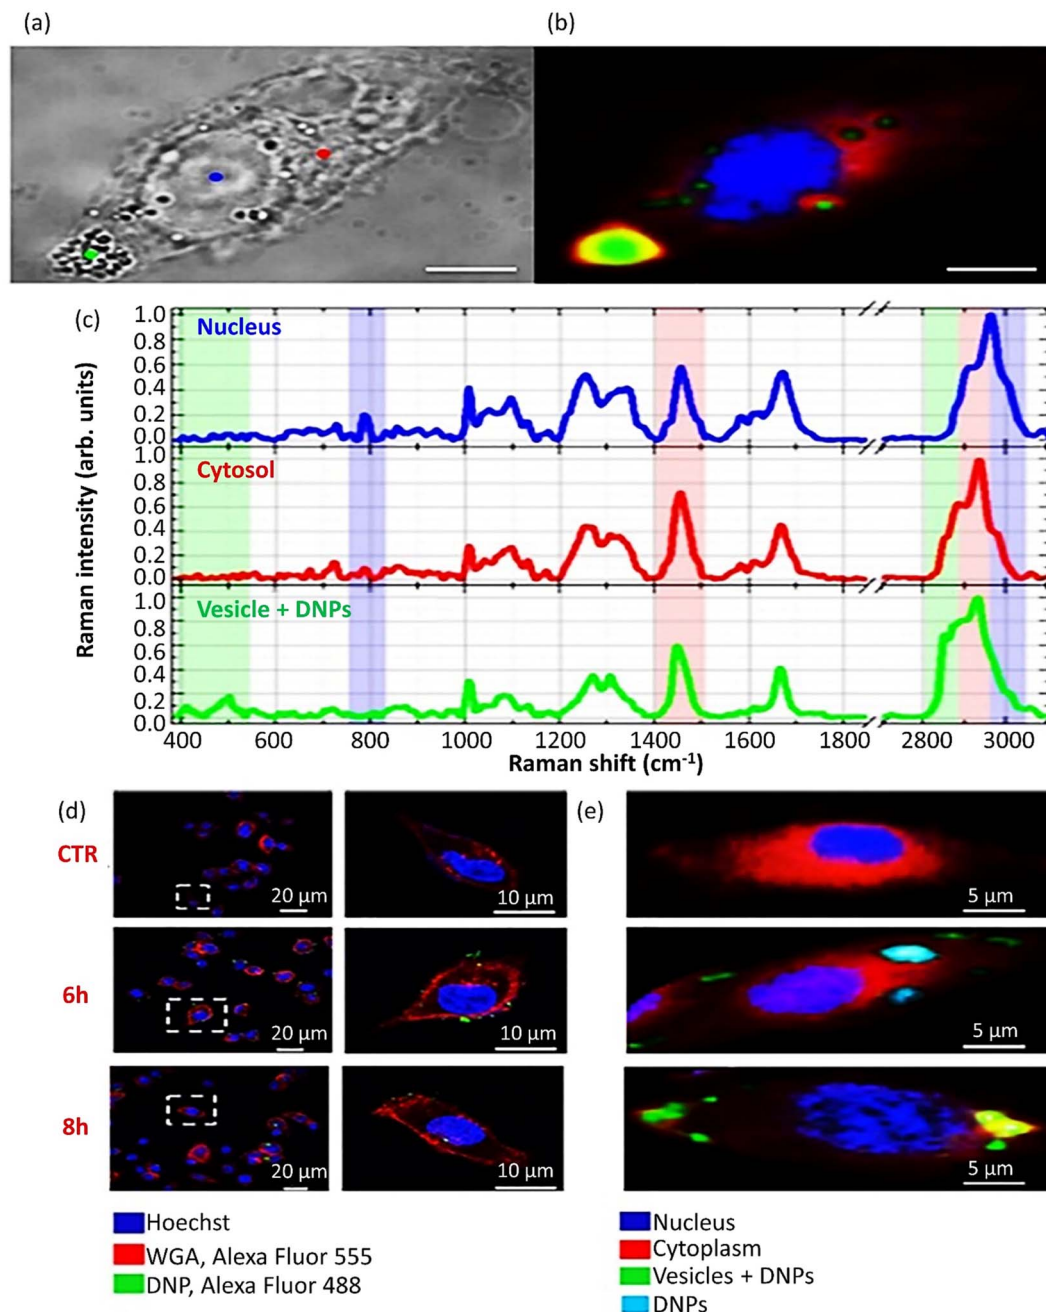 (a)
(b)
(c)
Raman intensity (arb. units)
1.0
0.8
0.6
0.4
0.2
0.0
Nucleus
1.0
0.8
0.6
0.4
0.2
0.0
Cytosol
1.0
0.8
0.6
0.4
0.2
0.0
Vesicle + DNPs
400 600 800 1000 1200 1400 1600 1800 2800 3000
Raman shift (cm⁻¹)
(d)
(e)
CTR
20 µm
10 µm
5 µm
6h
20 µm
10 µm
5 µm
8h
20 µm
10 µm
5 µm
Hoechst
WGA, Alexa Fluor 555
DNP, Alexa Fluor 488
Nucleus
Cytoplasm
Vesicles + DNPs
DNPs